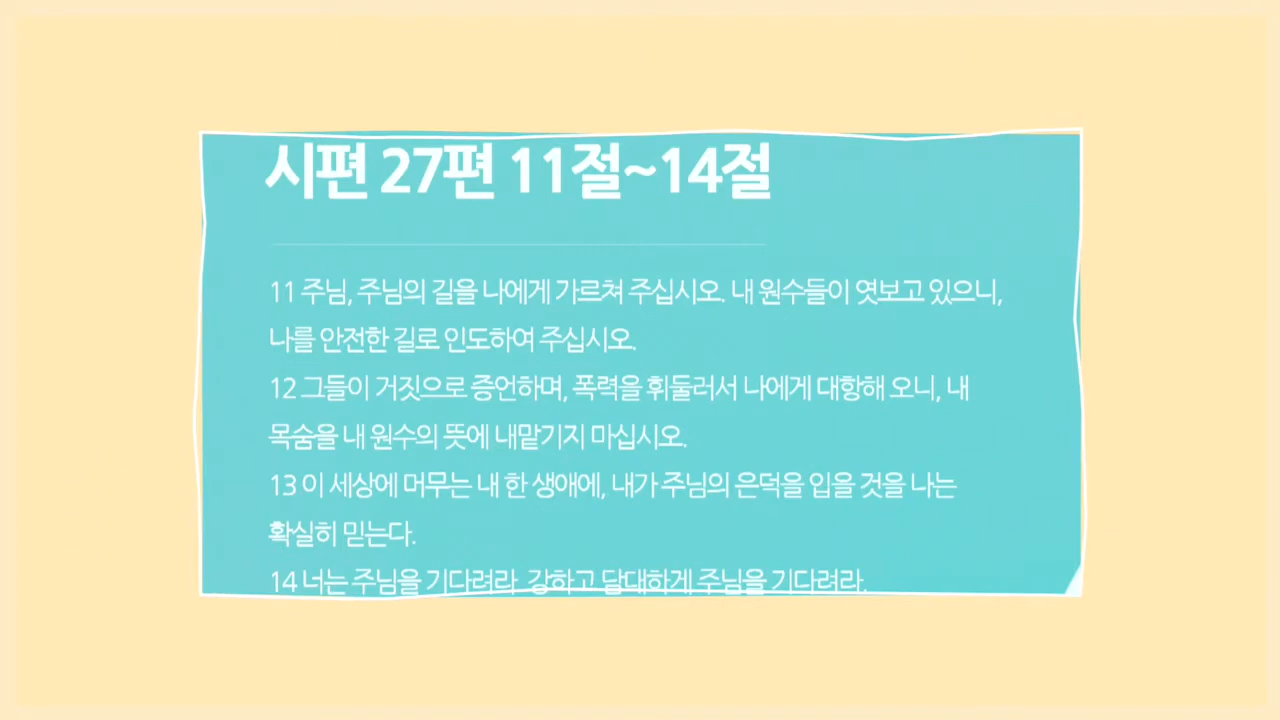 시편 27편 11절~14절
11 주님, 주님의 길을 나에게 가르쳐 주십시오. 내 원수들이 엿보고 있으니,
나를 안전한 길로 인도하여 주십시오.
12 그들이 거짓으로 증언하며, 폭력을 휘둘러서 나에게 대항해 오니, 내
목숨을 내 원수의 뜻에 내맡기지 마십시오.
13 이 세상에 머무는 내 한 생애에, 내가 주님의 은덕을 입을 것을 나는
확실히 믿는다.
14 너는 주님을 기다려라. 강하고 담대하게 주님을 기다려라.